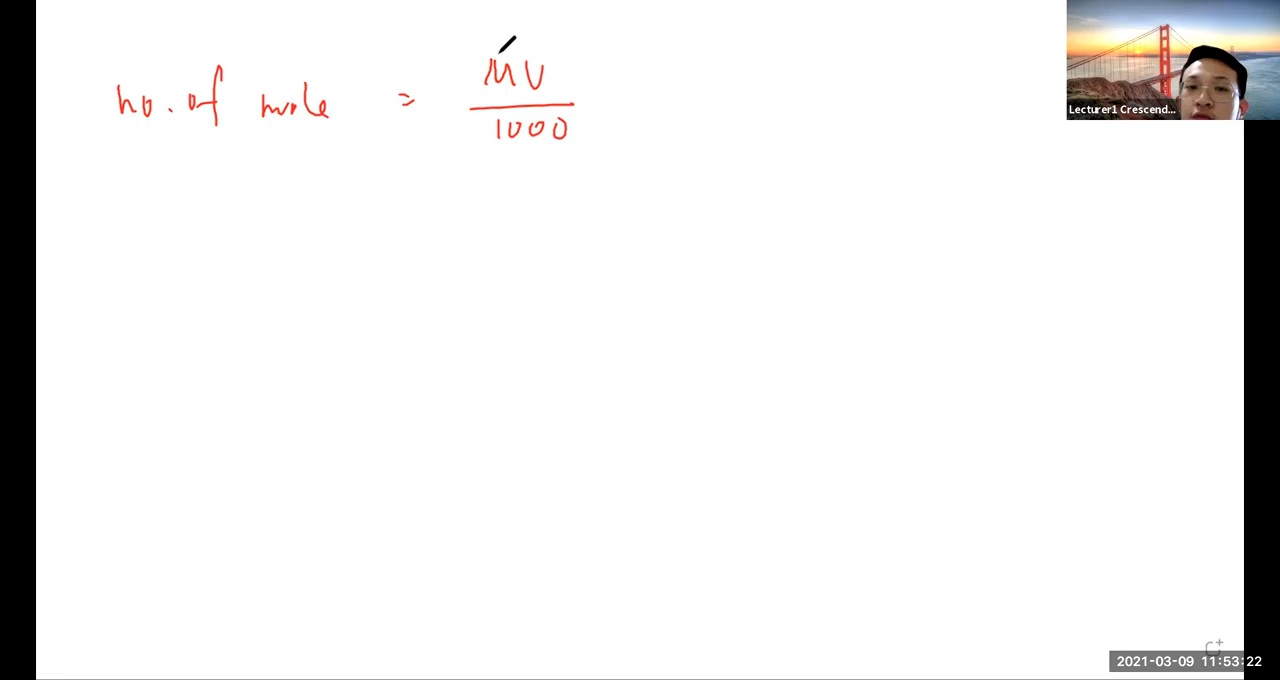 no. of mole = MV
1000
Lecturer1 Crescend...
2021-03-09 11:53:22